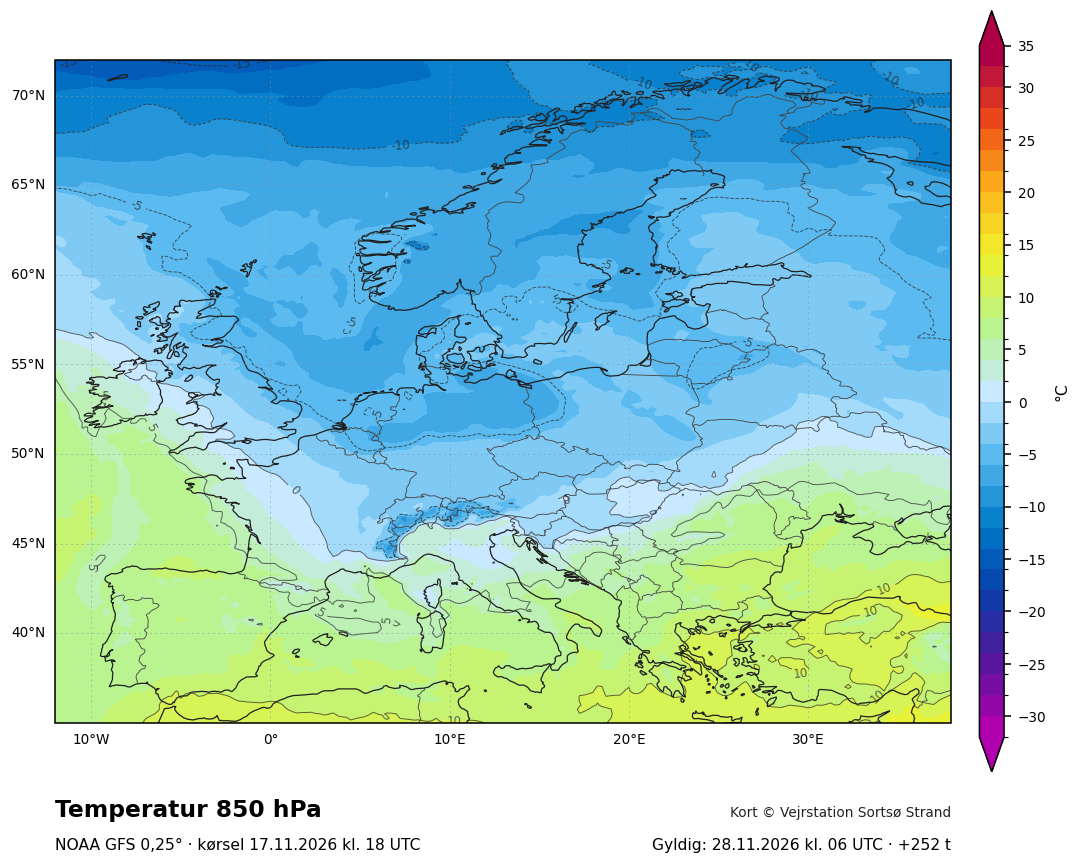 70°N
65°N
60°N
55°N
50°N
45°N
40°N
10°W 0° 10°E 20°E 30°E
35
30
25
20
15
10
5
0
−5
−10
−15
−20
−25
−30
°C
Temperatur 850 hPa
Kort © Vejrstation Sortsø Strand
NOAA GFS 0,25° · kørsel 17.11.2026 kl. 18 UTC
Gyldig: 28.11.2026 kl. 06 UTC · +252 t